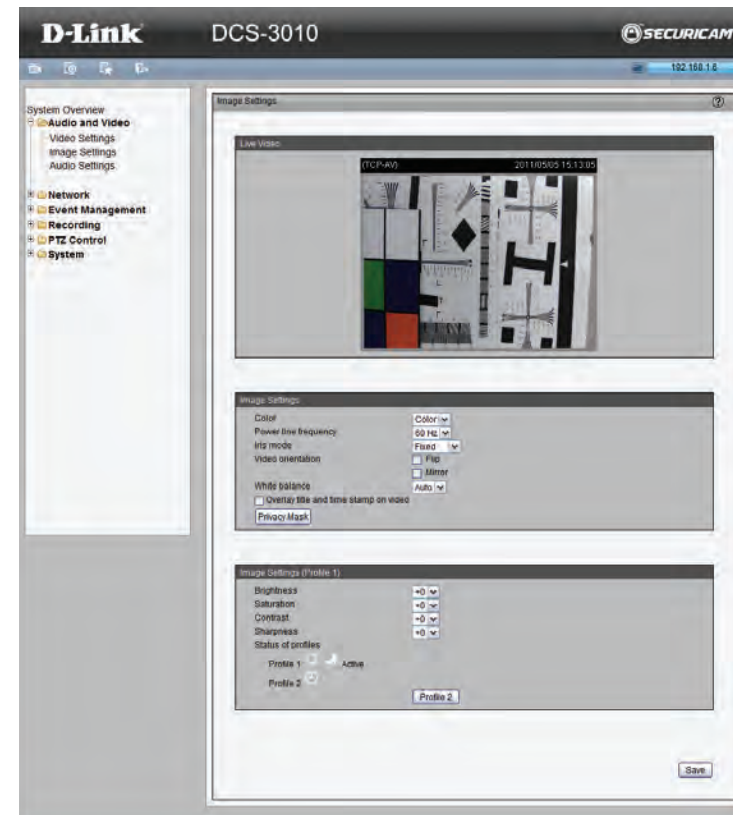 D-Link
DCS-3010
SECURICAM
192.168.1.6
System Overview
Audio and Video
Video Settings
Image Settings
Audio Settings
Network
Event Management
Recording
PTZ Control
System
Image Settings
Live Video
(TCP-AV)
2011/05/05 15:13:05
Image Settings
Color Color
Power line frequency 60 Hz
Iris mode Fixed
Video orientation Flip
Mirror
White balance Auto
Overlay title and time stamp on video
Privacy Mask
Image Settings (Profile 1)
Brightness +0
Saturation +0
Contrast +0
Sharpness +0
Status of profiles
Profile 1 Active
Profile 2
Profile 2
Save